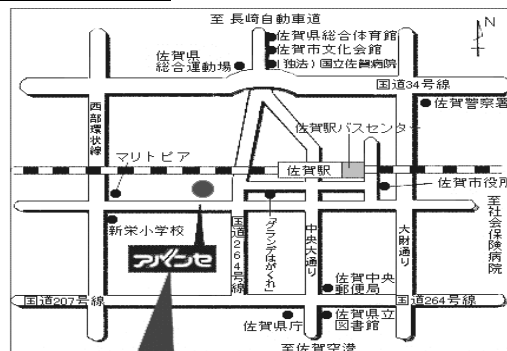 至 長崎自動車道
N
佐賀県総合体育館
佐賀市文化会館
(独法)国立佐賀病院
佐賀県
総合運動場
国道34号線
佐賀警察署
西部環状線
佐賀駅バスセンター
マリトピア
佐賀駅
佐賀市役所
至社会保険病院
新栄小学校
国道264号線
「グランデはがくれ」
中央大通り
大財通り
アバンセ
佐賀中央
郵便局
国道207号線
国道264号線
佐賀県庁
佐賀県立
図書館
至佐賀空港